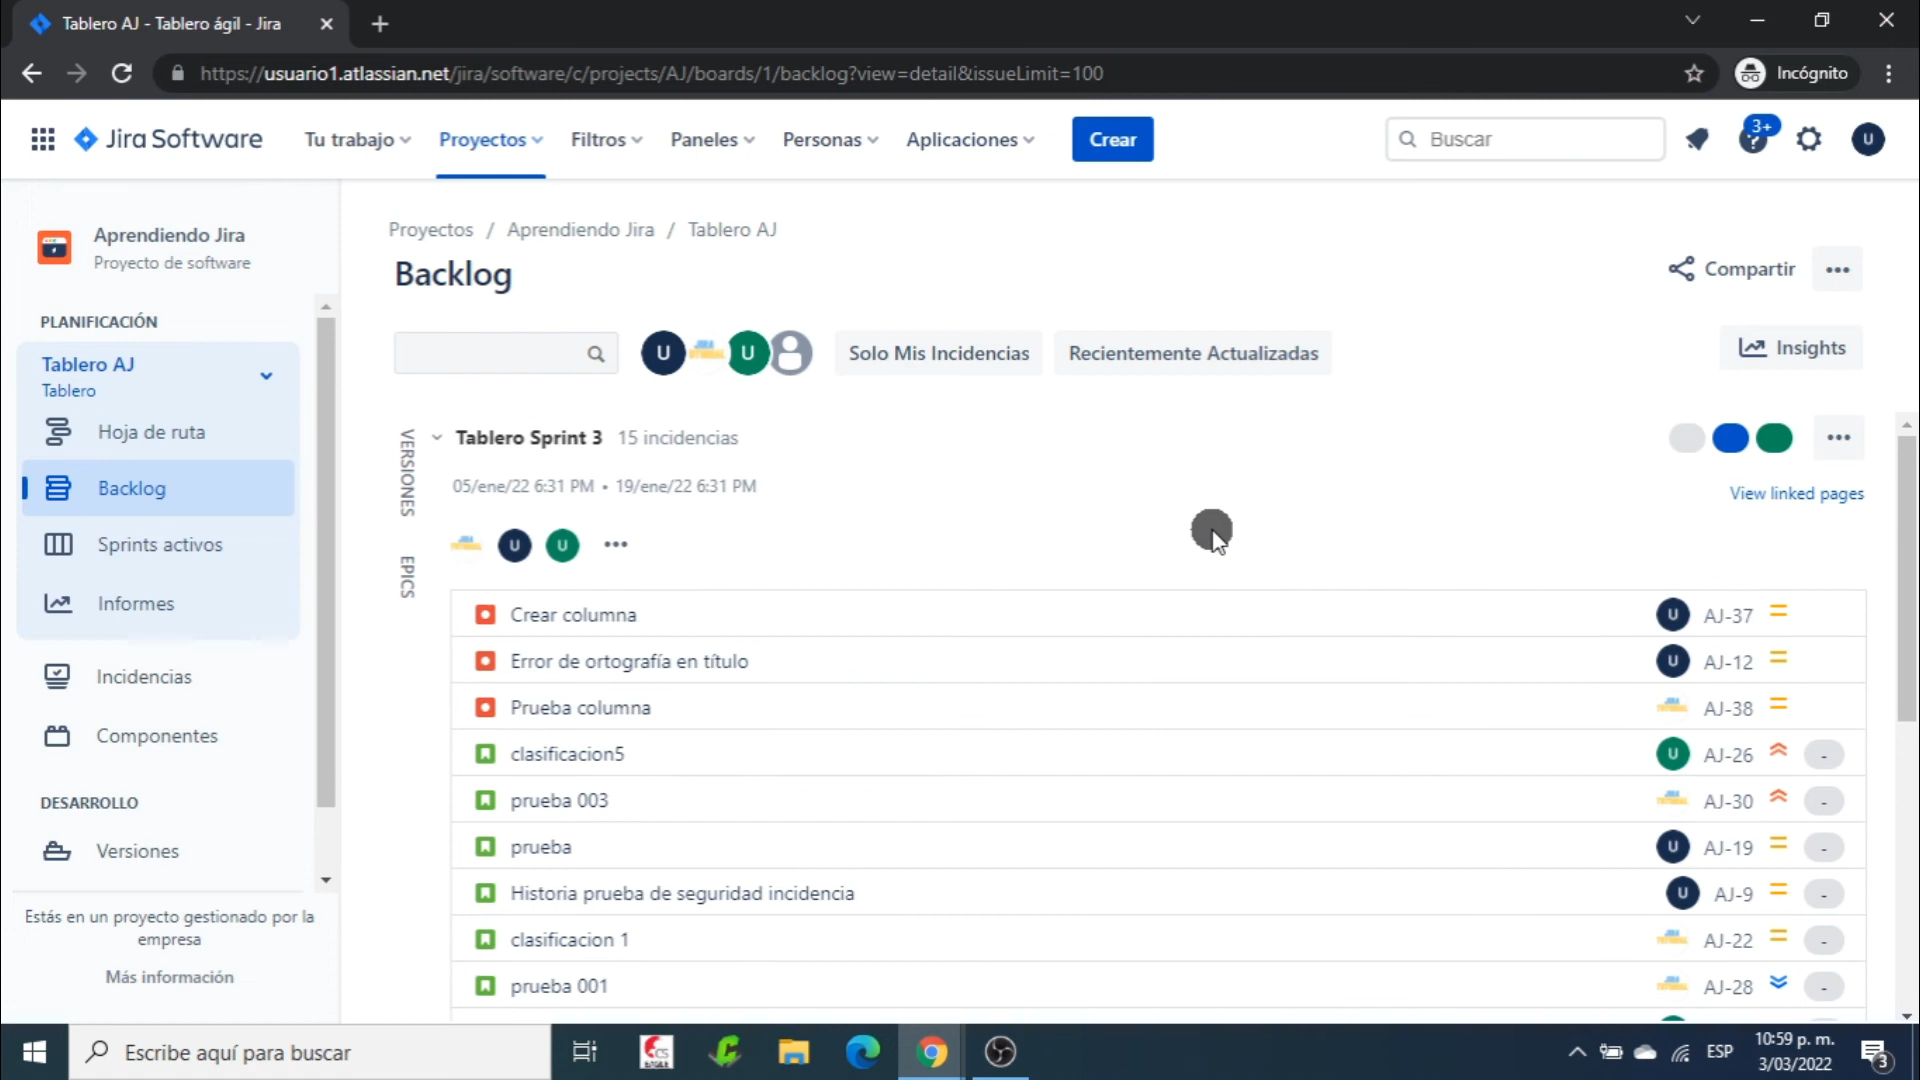 Tablero AJ - Tablero ágil - Jira
https://usuario1.atlassian.net/jira/software/c/projects/AJ/boards/1/backlog?view=detail&issueLimit=100
Incógnito
Jira Software
Tu trabajo
Proyectos
Filtros
Paneles
Personas
Aplicaciones
Crear
Buscar
3+
U
Aprendiendo Jira
Proyecto de software
PLANIFICACIÓN
Tablero AJ
Tablero
Hoja de ruta
Backlog
Sprints activos
Informes
Incidencias
Componentes
DESARROLLO
Versiones
Estás en un proyecto gestionado por la
empresa
Más información
Proyectos / Aprendiendo Jira / Tablero AJ
Backlog
Compartir
U
U
Solo Mis Incidencias
Recientemente Actualizadas
Insights
VERSIONES
EPICS
Tablero Sprint 3 15 incidencias
05/ene/22 6:31 PM • 19/ene/22 6:31 PM
View linked pages
U U
Crear columna U AJ-37
Error de ortografía en título U AJ-12
Prueba columna AJ-38
clasificacion5 U AJ-26 -
prueba 003 AJ-30 -
prueba U AJ-19 -
Historia prueba de seguridad incidencia U AJ-9 -
clasificacion 1 AJ-22 -
prueba 001 AJ-28 -
Escribe aquí para buscar
ESP
10:59 p. m.
3/03/2022
3